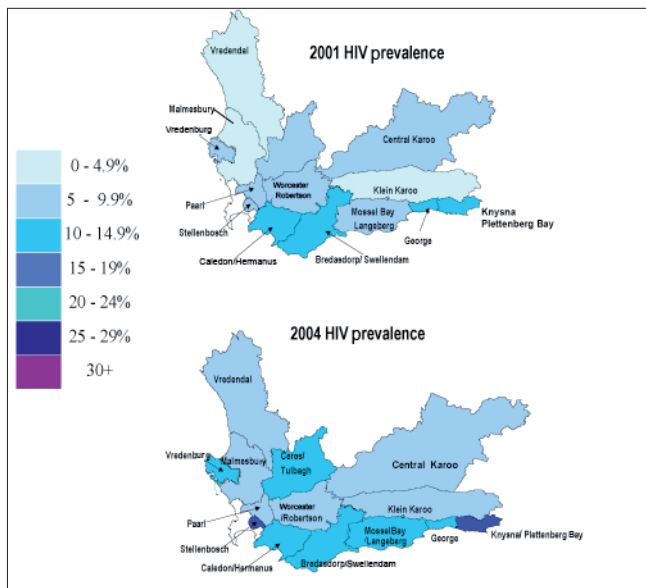 2001 HIV prevalence
Vredendal
Malmesbury
Vredenburg
Central Karoo
Worcester
Robertson
Paarl
Klein Karoo
Stellenbosch
Mossel Bay
Langeberg
Knysna
Plettenberg Bay
George
Caledon/Hermanus
Bredasdorp/ Swellendam
0 - 4.9%
5 - 9.9%
10 - 14.9%
15 - 19%
20 - 24%
25 - 29%
30+
2004 HIV prevalence
Vredendal
Vredenburg
Malmesbury
Ceres/
Tulbagh
Central Karoo
Klein Karoo
Paarl
Worcester
/Robertson
Stellenbosch
Mossel Bay
/Langeberg
George
Knysna/ Plettenberg Bay
Caledon/Hermanus
Bradasdorp/Swellendam